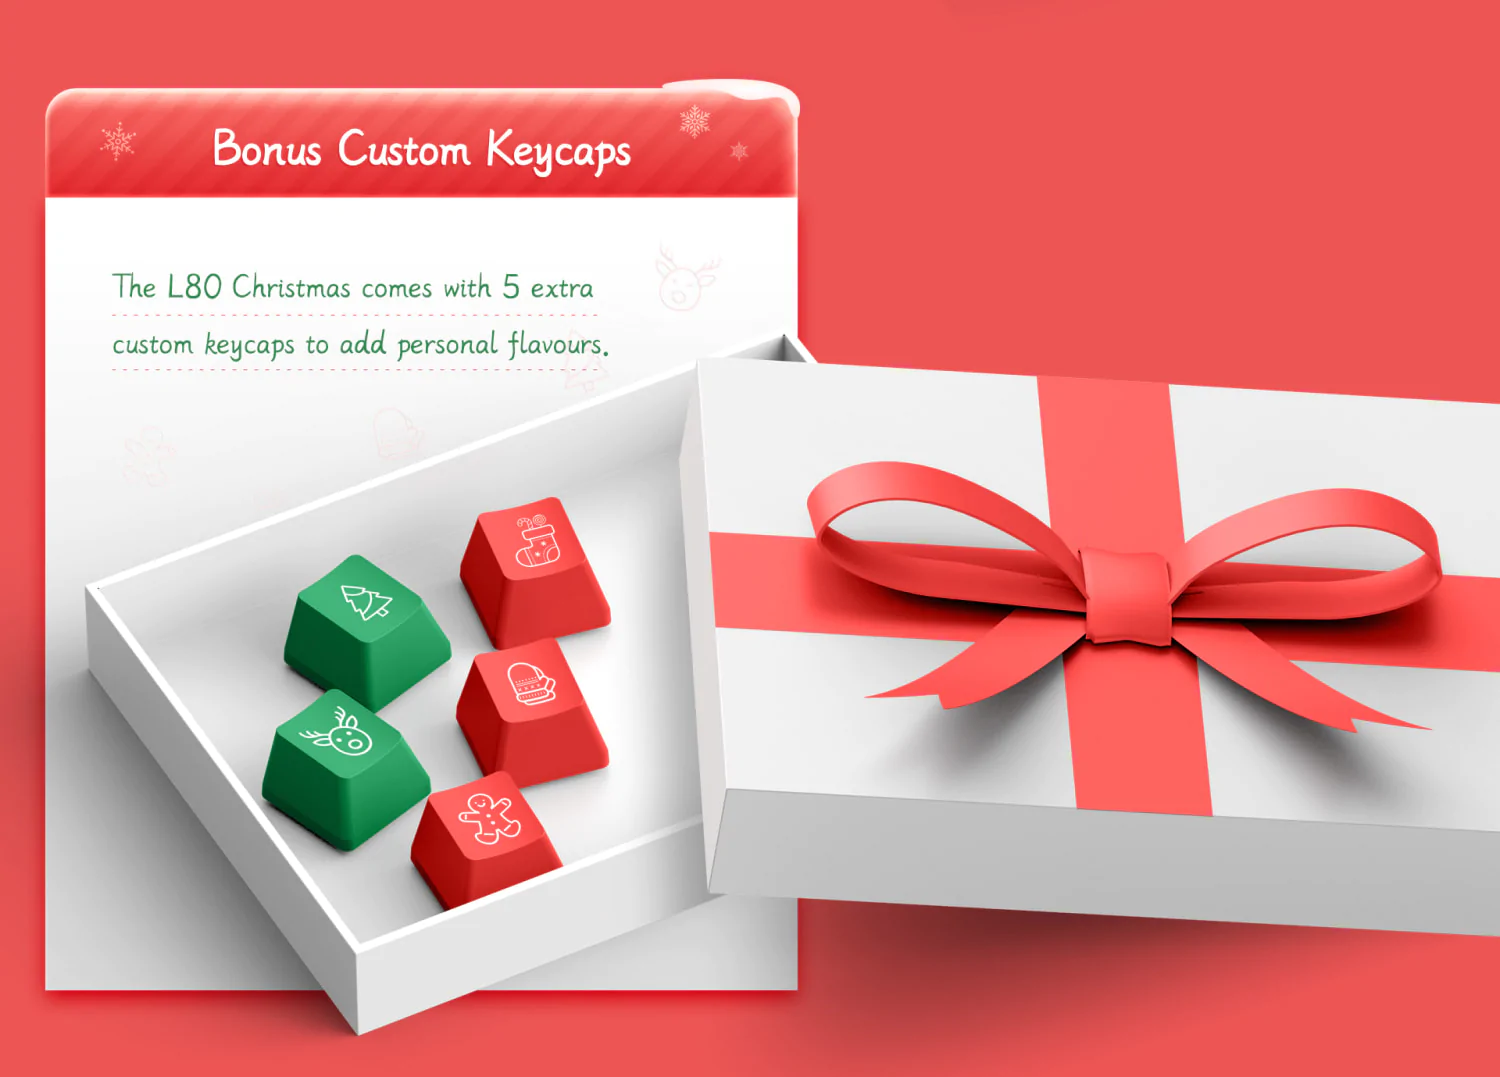 Bonus Custom Keycaps
The L80 Christmas comes with 5 extra
custom keycaps to add personal flavours.